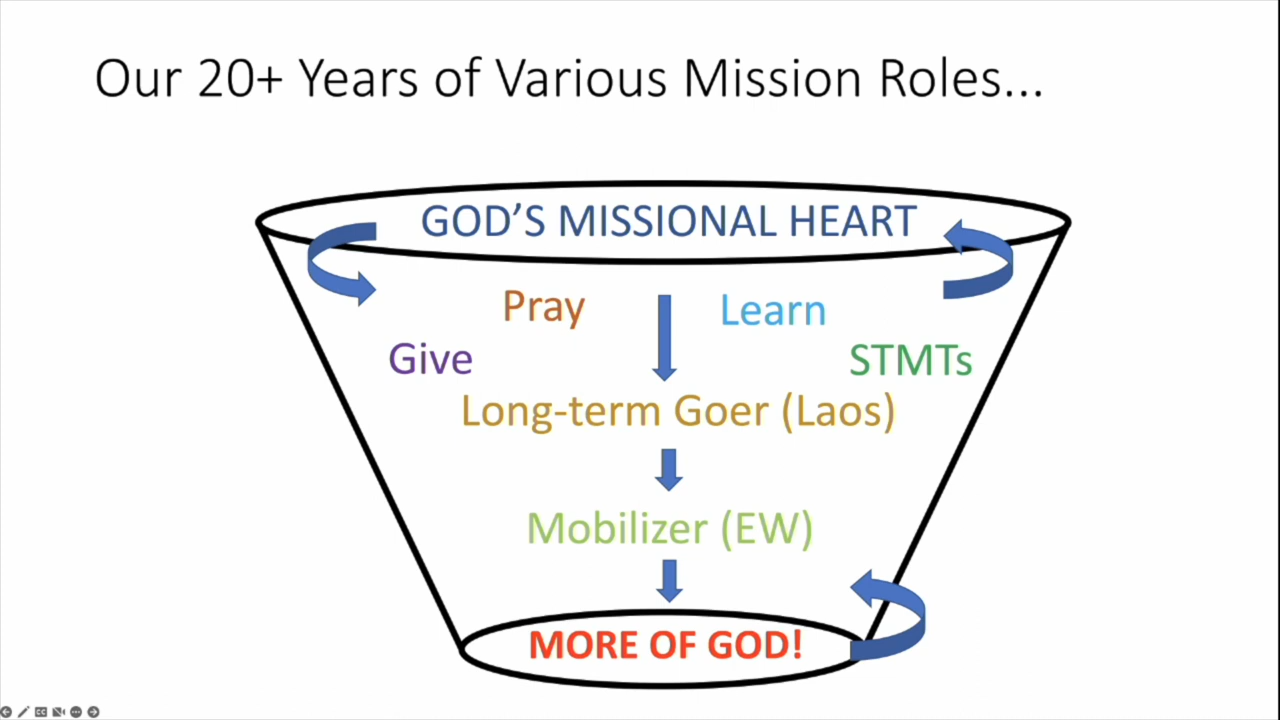 Our 20+ Years of Various Mission Roles...
GOD'S MISSIONAL HEART
Pray
Learn
Give
STMTs
Long-term Goer (Laos)
Mobilizer (EW)
MORE OF GOD!